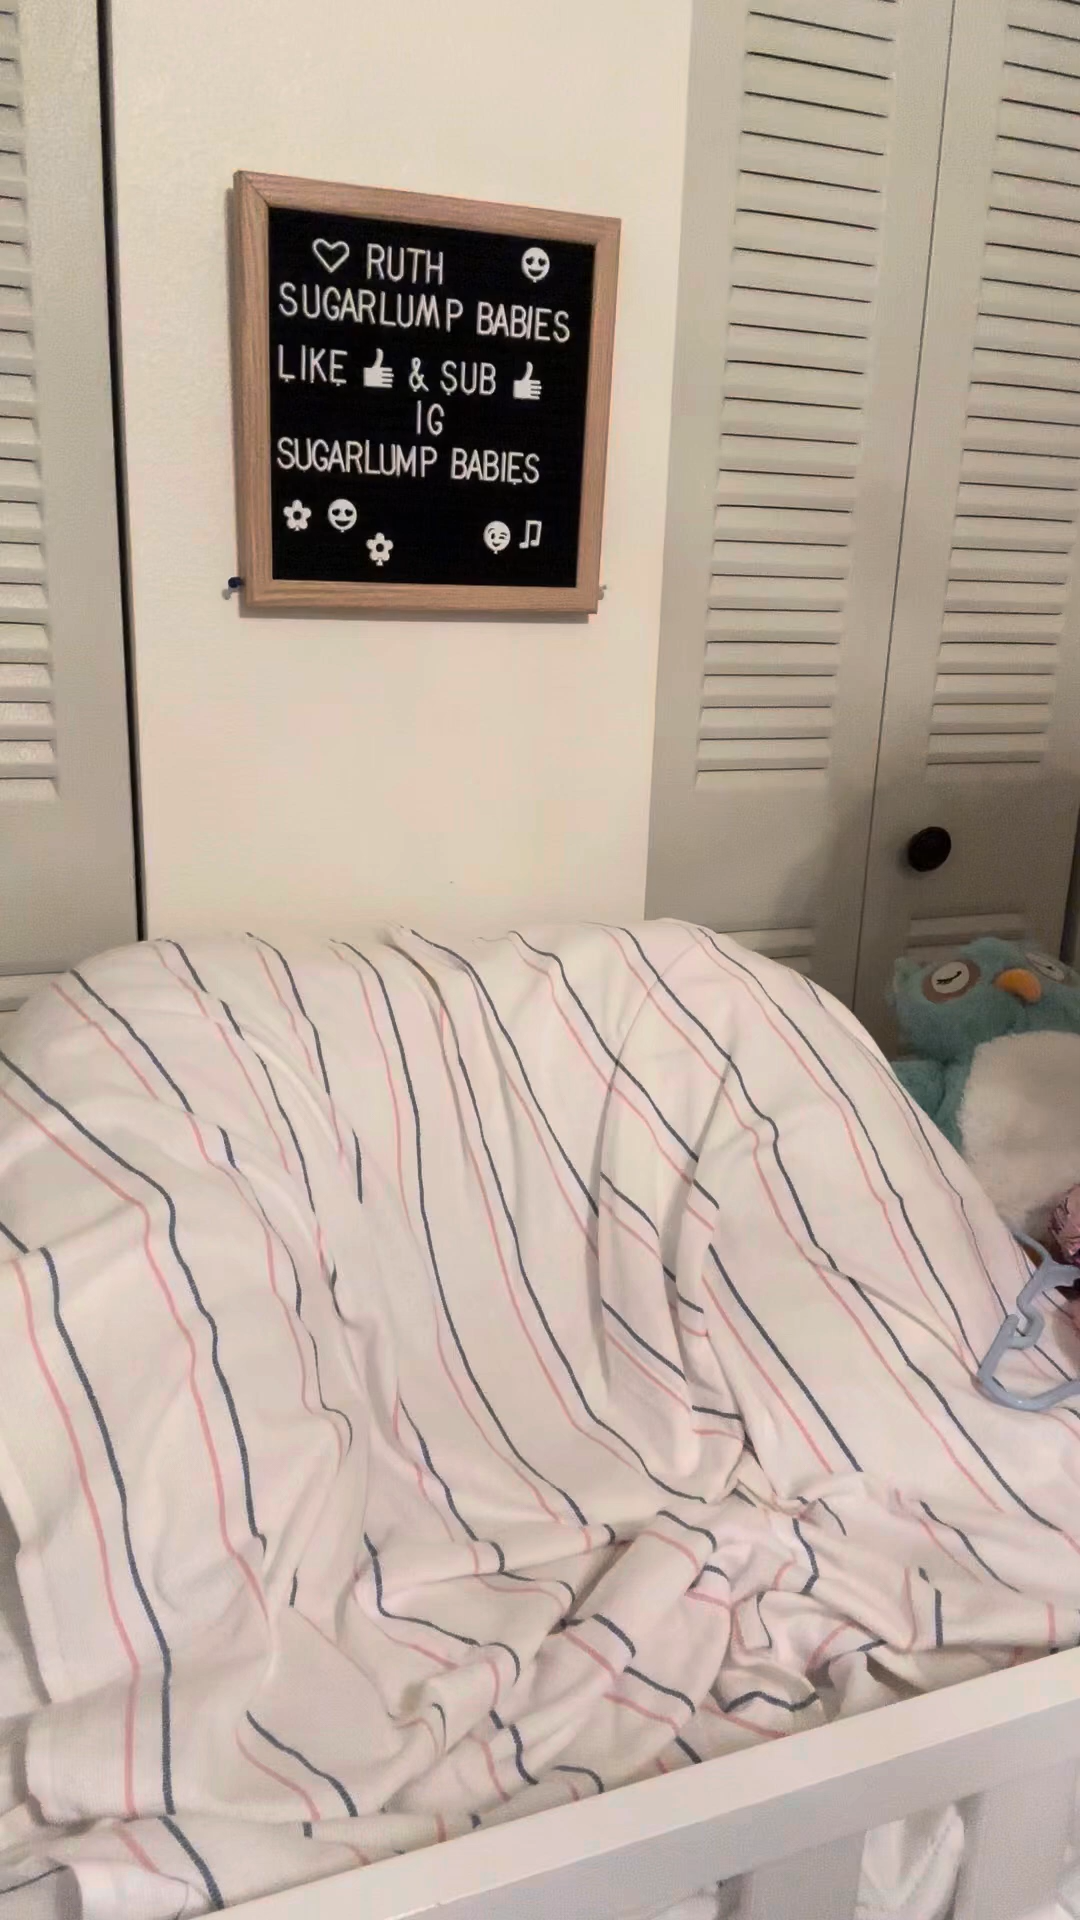 ♡ RUTH 😍
SUGARLUMP BABIES
LIKE 👍 & SUB 👍
IG
SUGARLUMP BABIES